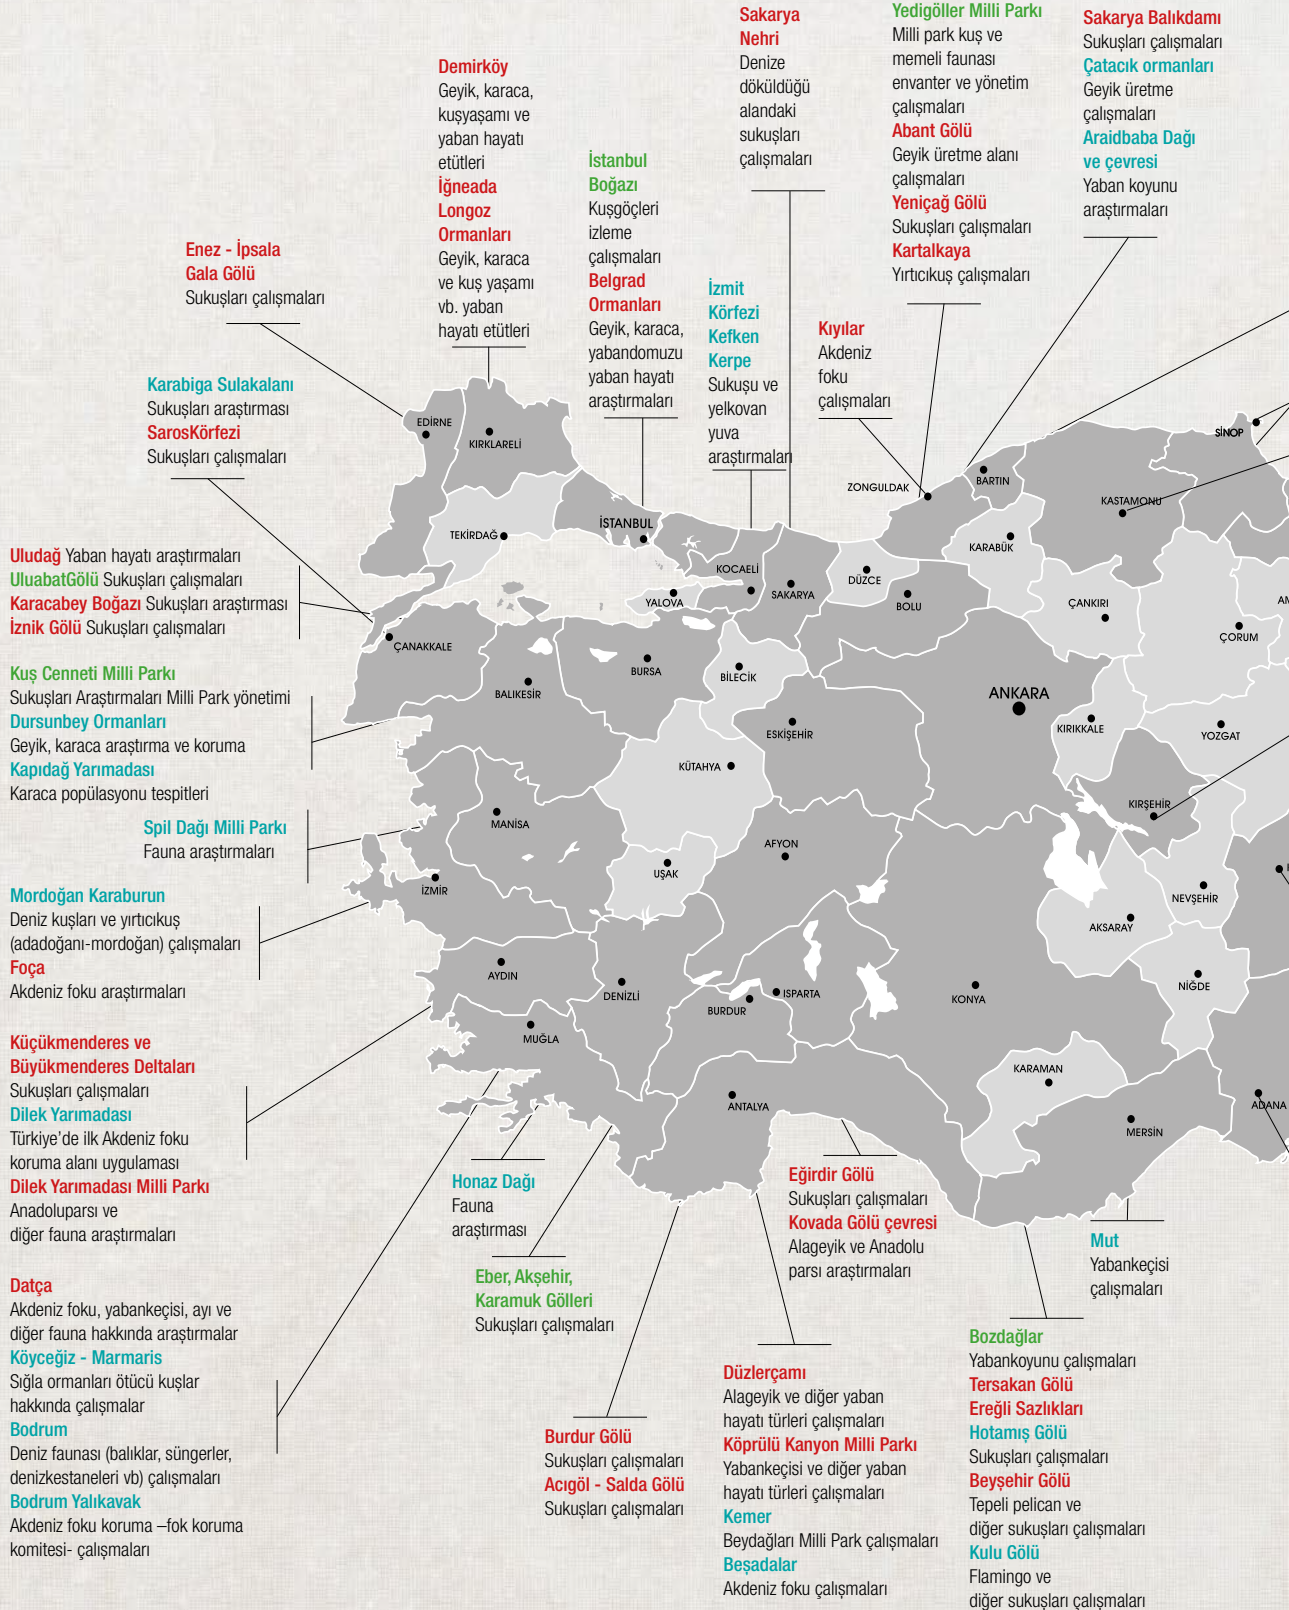 Sakarya
Nehri
Denize
döküldüğü
alandaki
sukuşları
çalışmaları
Yedigöller Milli Parkı
Milli park kuş ve
memeli faunası
envanter ve yönetim
çalışmaları
Abant Gölü
Geyik üretme alanı
çalışmaları
Yeniçağ Gölü
Sukuşları çalışmaları
Kartalkaya
Yırtıcıkuş çalışmaları
Sakarya Balıkdamı
Sukuşları çalışmaları
Çatacık ormanları
Geyik üretme
çalışmaları
Araidbaba Dağı
ve çevresi
Yaban koyunu
araştırmaları
Demirköy
Geyik, karaca,
kuşyaşamı ve
yaban hayatı
etütleri
İğneada
Longoz
Ormanları
Geyik, karaca
ve kuş yaşamı
vb. yaban
hayatı etütleri
İstanbul
Boğazı
Kuşgöçleri
izleme
çalışmaları
Belgrad
Ormanları
Geyik, karaca,
yabandomuzu
yaban hayatı
araştırmaları
İzmit
Körfezi
Kefken
Kerpe
Sukuşu ve
yelkovan
yuva
araştırmaları
Kıyılar
Akdeniz
foku
çalışmaları
Enez - İpsala
Gala Gölü
Sukuşları çalışmaları
Karabiga Sulakalanı
Sukuşları araştırması
SarosKörfezi
Sukuşları çalışmaları
Uludağ Yaban hayatı araştırmaları
UluabatGölü Sukuşları çalışmaları
Karacabey Boğazı Sukuşları araştırması
İznik Gölü Sukuşları çalışmaları
Kuş Cenneti Milli Parkı
Sukuşları Araştırmaları Milli Park yönetimi
Dursunbey Ormanları
Geyik, karaca araştırma ve koruma
Kapıdağ Yarımadası
Karaca popülasyonu tespitleri
Spil Dağı Milli Parkı
Fauna araştırmaları
Mordoğan Karaburun
Deniz kuşları ve yırtıcıkuş
(adadoğanı-mordoğan) çalışmaları
Foça
Akdeniz foku araştırmaları
Küçükmenderes ve
Büyükmenderes Deltaları
Sukuşları çalışmaları
Dilek Yarımadası
Türkiye'de ilk Akdeniz foku
koruma alanı uygulaması
Dilek Yarımadası Milli Parkı
Anadoluparsı ve
diğer fauna araştırmaları
Datça
Akdeniz foku, yabankeçisi, ayı ve
diğer fauna hakkında araştırmalar
Köyceğiz - Marmaris
Sığla ormanları ötücü kuşlar
hakkında çalışmalar
Bodrum
Deniz faunası (balıklar, süngerler,
denizkestaneleri vb) çalışmaları
Bodrum Yalıkavak
Akdeniz foku koruma –fok koruma
komitesi- çalışmaları
EDİRNE
KIRKLARELİ
TEKİRDAĞ
İSTANBUL
KOCAELİ
YALOVA
SAKARYA
DÜZCE
BOLU
ZONGULDAK
BARTIN
KARABÜK
KASTAMONU
SİNOP
ÇANKIRI
ÇORUM
AM
ÇANAKKALE
BALIKESİR
BURSA
BİLECİK
ESKİŞEHİR
ANKARA
KIRIKKALE
YOZGAT
KÜTAHYA
KIRŞEHİR
MANİSA
AFYON
UŞAK
İZMİR
NEVŞEHİR
AKSARAY
AYDIN
DENİZLİ
BURDUR
ISPARTA
KONYA
NİĞDE
MUĞLA
ANTALYA
KARAMAN
MERSİN
ADANA
Honaz Dağı
Fauna
araştırması
Eber, Akşehir,
Karamuk Gölleri
Sukuşları çalışmaları
Burdur Gölü
Sukuşları çalışmaları
Acıgöl - Salda Gölü
Sukuşları çalışmaları
Eğirdir Gölü
Sukuşları çalışmaları
Kovada Gölü çevresi
Alageyik ve Anadolu
parsı araştırmaları
Düzlerçamı
Alageyik ve diğer yaban
hayatı türleri çalışmaları
Köprülü Kanyon Milli Parkı
Yabankeçisi ve diğer yaban
hayatı türleri çalışmaları
Kemer
Beydağları Milli Park çalışmaları
Beşadalar
Akdeniz foku çalışmaları
Mut
Yabankeçisi
çalışmaları
Bozdağlar
Yabankoyunu çalışmaları
Tersakan Gölü
Ereğli Sazlıkları
Hotamış Gölü
Sukuşları çalışmaları
Beyşehir Gölü
Tepeli pelican ve
diğer sukuşları çalışmaları
Kulu Gölü
Flamingo ve
diğer sukuşları çalışmaları